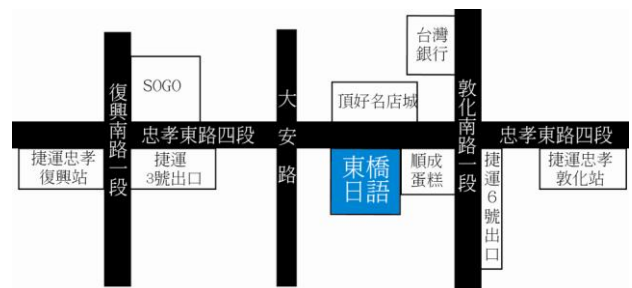 台灣
銀行
SOGO
頂好名店城
復興南路一段
大安路
敦化南路一段
忠孝東路四段
忠孝東路四段
捷運忠孝
復興站
捷運
3號出口
東橋
日語
順成
蛋糕
捷運6號出口
捷運忠孝
敦化站